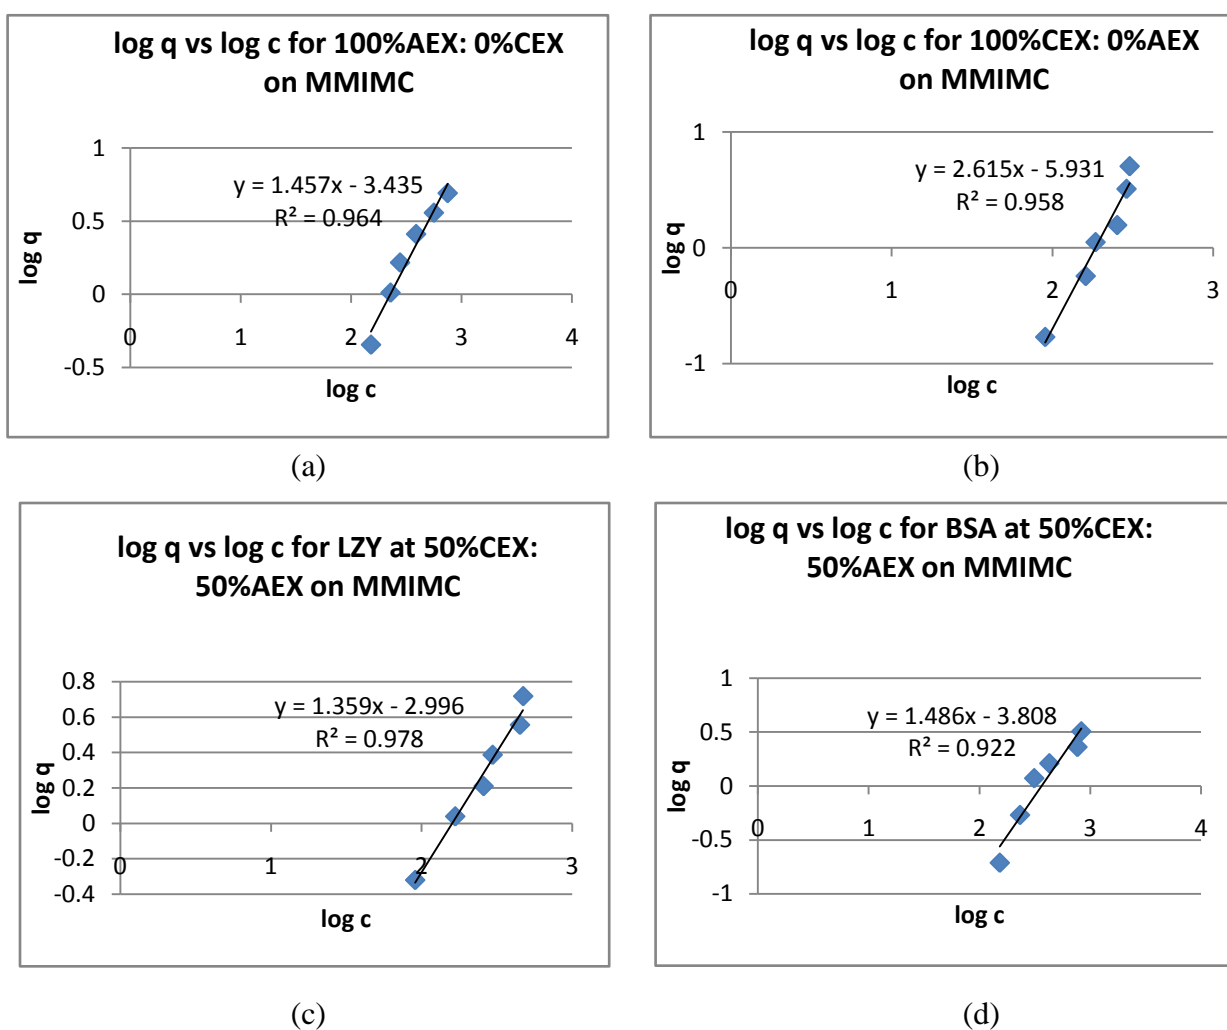 log q vs log c for 100%AEX: 0%CEX
on MMIMC
1
0.5
0
-0.5
0
1
2
3
4
y = 1.457x - 3.435
R² = 0.964
log q
log c
(a)
log q vs log c for 100%CEX: 0%AEX
on MMIMC
1
0
-1
0
1
2
3
y = 2.615x - 5.931
R² = 0.958
log q
log c
(b)
log q vs log c for LZY at 50%CEX:
50%AEX on MMIMC
0.8
0.6
0.4
0.2
0
-0.2
-0.4
0
1
2
3
y = 1.359x - 2.996
R² = 0.978
log q
log c
(c)
log q vs log c for BSA at 50%CEX:
50%AEX on MMIMC
1
0.5
0
-0.5
-1
0
1
2
3
4
y = 1.486x - 3.808
R² = 0.922
log q
log c
(d)